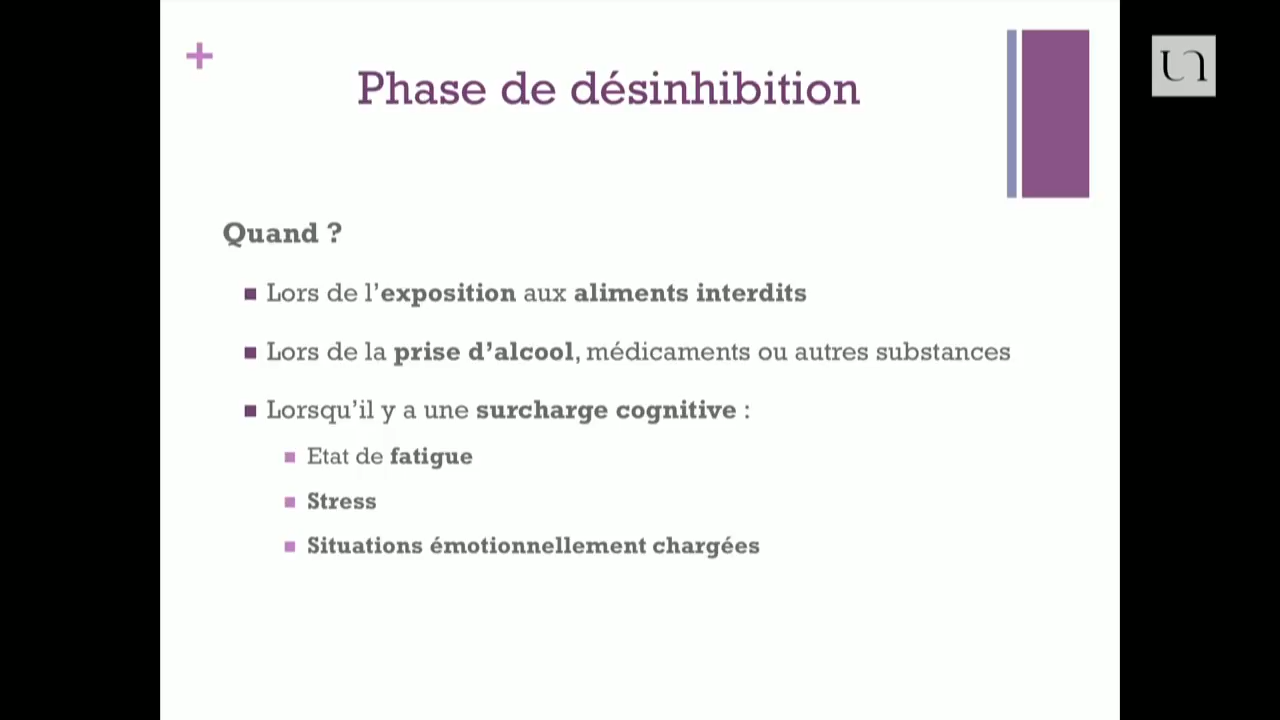 +
Phase de désinhibition
Quand ?
Lors de l’exposition aux aliments interdits
Lors de la prise d’alcool, médicaments ou autres substances
Lorsqu’il y a une surcharge cognitive :
Etat de fatigue
Stress
Situations émotionnellement chargées